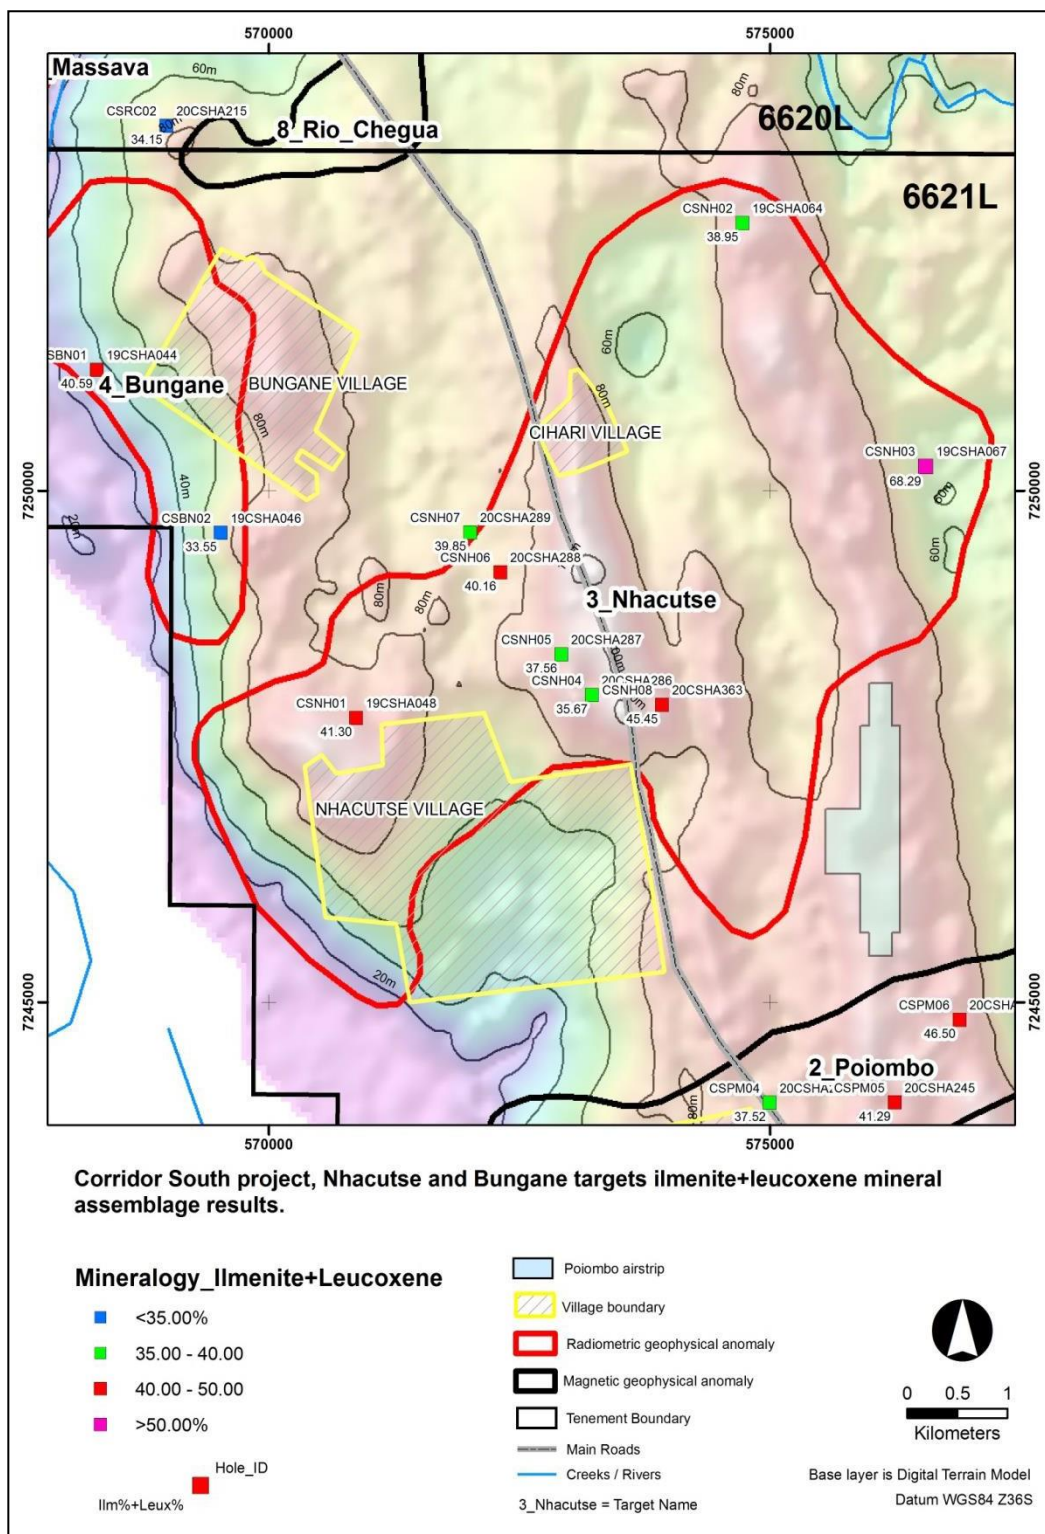 570000
575000
Massava
60m
80m
CSRC02
20CSHA215
80m
34.15
8_Rio_Chegua
6620L
6621L
CSNH02
19CSHA064
38.95
60m
80m
SBN01
19CSHA044
40.59
4_Bungane
BUNGANE VILLAGE
80m
CIHARI VILLAGE
CSNH03
19CSHA067
68.29
60m
7250000
7250000
40m
20m
CSBN02
19CSHA046
33.55
CSNH07
20CSHA289
39.85
CSNH06
20CSHA288
40.16
60m
80m
80m
3_Nhacutse
CSNH05
20CSHA287
37.56
CSNH04
20CSHA286
35.67
CSNH08
20CSHA363
45.45
CSNH01
19CSHA048
41.30
NHACUTSE VILLAGE
20m
7245000
7245000
CSPM06
20CSHA
46.50
2_Poiombo
CSPM04
37.52
CSPM05
20CSHA245
41.29
80m
570000
575000
Corridor South project, Nhacutse and Bungane targets ilmenite+leucoxene mineral
assemblage results.
Mineralogy_Ilmenite+Leucoxene
<35.00%
35.00 - 40.00
40.00 - 50.00
>50.00%
Hole_ID
Ilm%+Leux%
Poiombo airstrip
Village boundary
Radiometric geophysical anomaly
Magnetic geophysical anomaly
Tenement Boundary
Main Roads
Creeks / Rivers
3_Nhacutse = Target Name
0 0.5 1
Kilometers
Base layer is Digital Terrain Model
Datum WGS84 Z36S